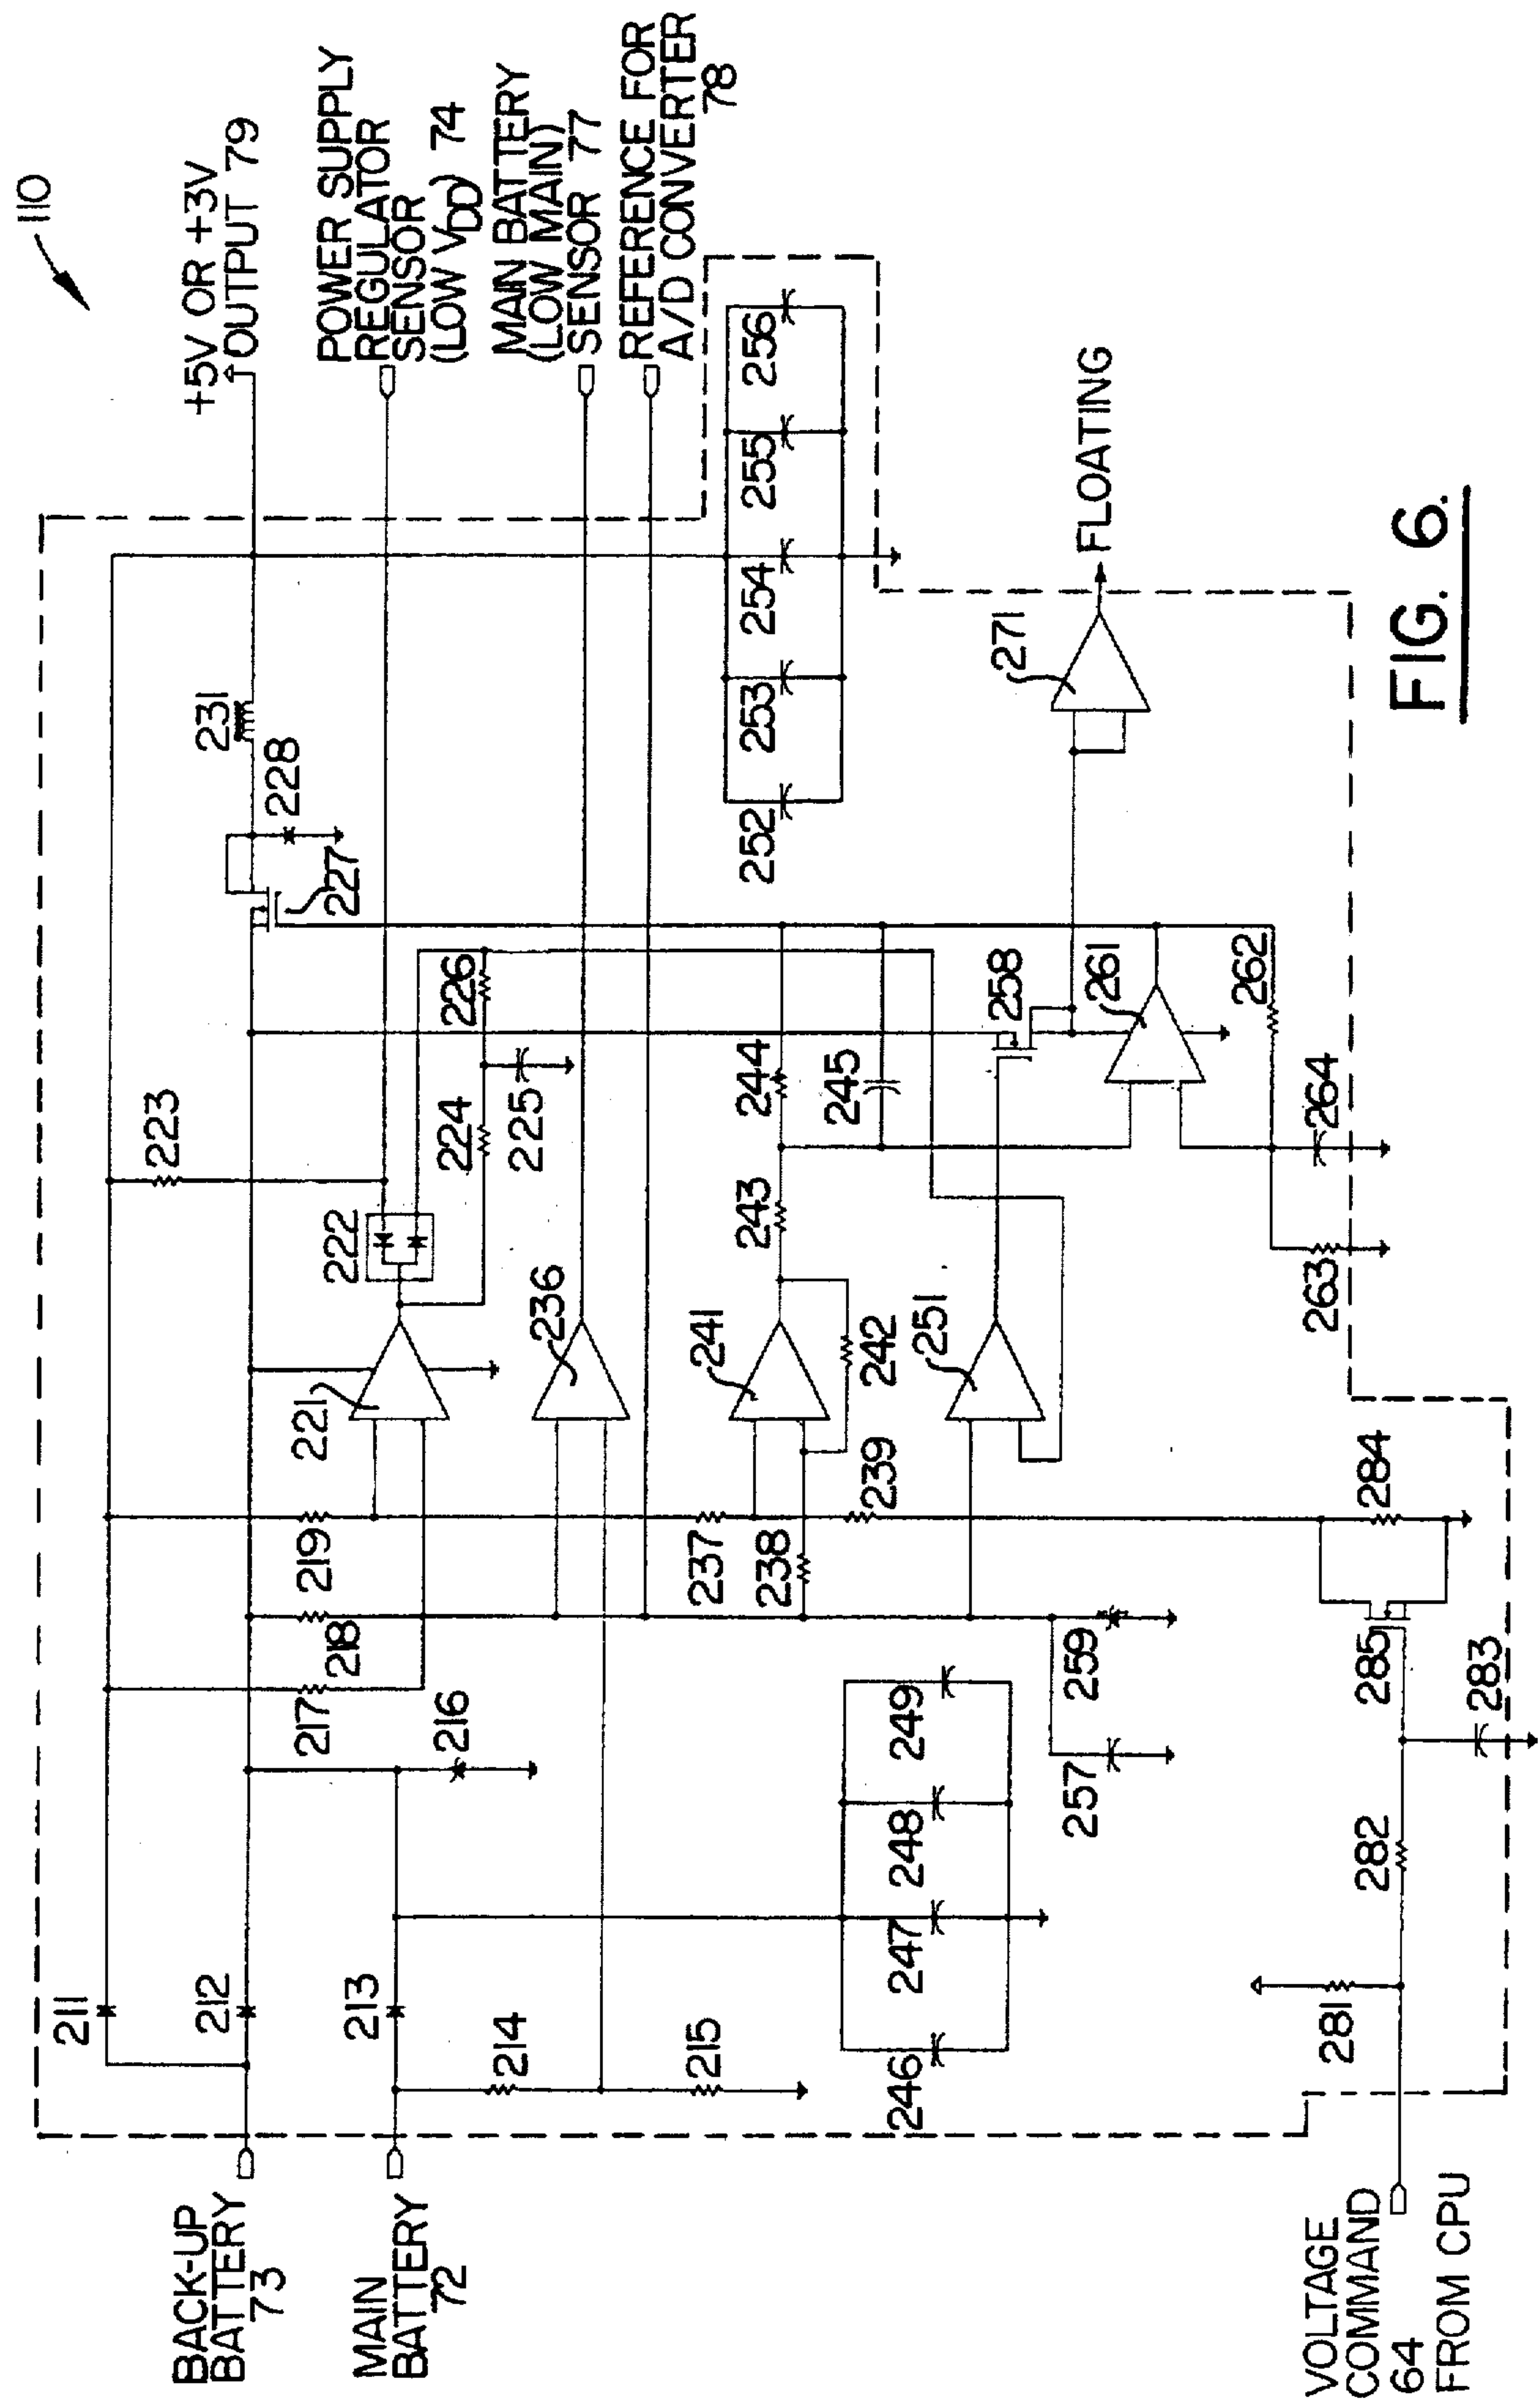 110
+5V OR +3V
OUTPUT 79
POWER SUPPLY
REGULATOR
SENSOR
(LOW VDD) 74
MAIN BATTERY
(LOW MAIN)
SENSOR 77
REFERENCE FOR
A/D CONVERTER
78
BACK-UP
BATTERY
73
MAIN
BATTERY
72
VOLTAGE
COMMAND
64
FROM CPU
FLOATING
211
212
213
214
215
216
217
218
219
221
222
223
224
225
226
227
228
231
236
237
238
239
241
242
243
244
245
246
247
248
249
251
252
253
254
255
256
257
258
259
261
262
263
264
271
281
282
283
284
285
FIG. 6.